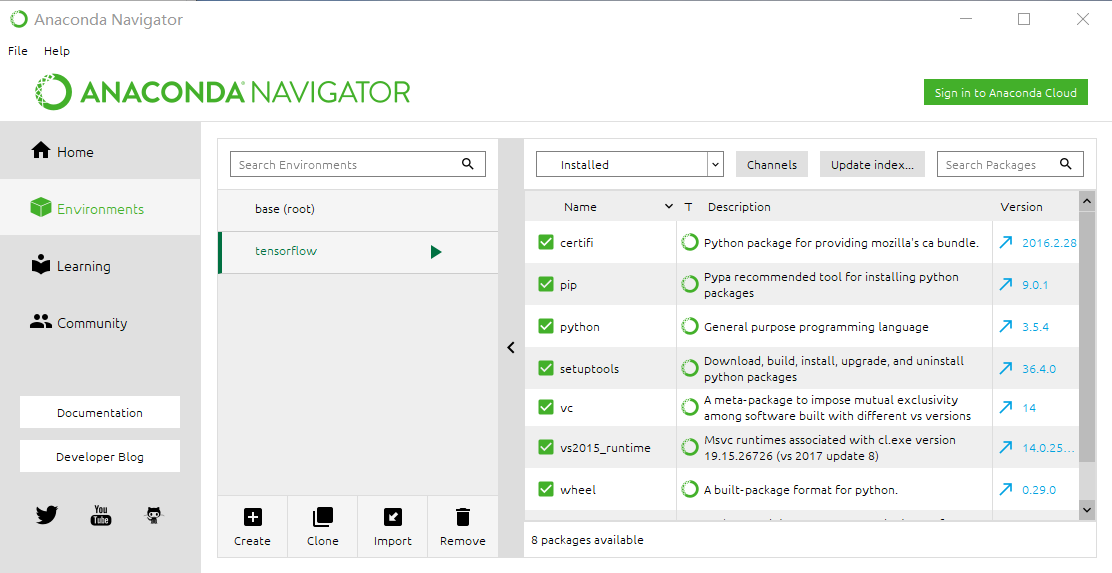 Anaconda Navigator
File Help
ANACONDA NAVIGATOR
Sign in to Anaconda Cloud
Home
Environments
Learning
Community
Documentation
Developer Blog
You
Tube
Search Environments
base (root)
tensorflow
Create Clone Import Remove
Installed Channels Update index... Search Packages
Name T Description Version
certifi Python package for providing mozilla's ca bundle. 2016.2.28
pip Pypa recommended tool for installing python
packages 9.0.1
python General purpose programming language 3.5.4
setuptools Download, build, install, upgrade, and uninstall
python packages 36.4.0
vc A meta-package to impose mutual exclusivity
among software built with different vs versions 14
vs2015_runtime Msvc runtimes associated with cl.exe version
19.15.26726 (vs 2017 update 8) 14.0.25...
wheel A built-package format for python. 0.29.0
8 packages available